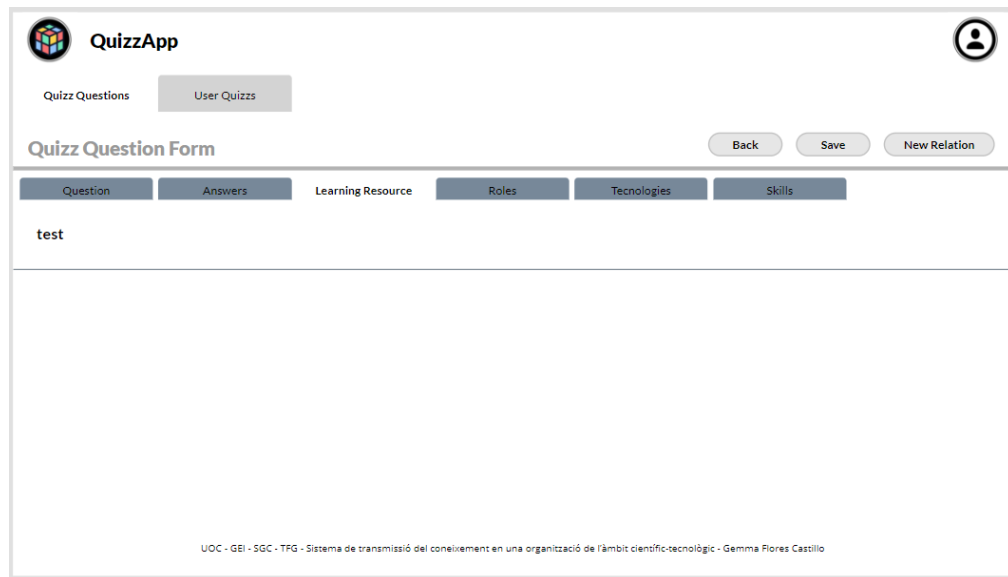 QuizzApp
Quizz Questions User Quizzs
Quizz Question Form Back Save New Relation
Question Answers Learning Resource Roles Tecnologies Skills
test
UOC - GEI - SGC - TFG - Sistema de transmissió del coneixement en una organització de l'àmbit científic-tecnològic - Gemma Flores Castillo